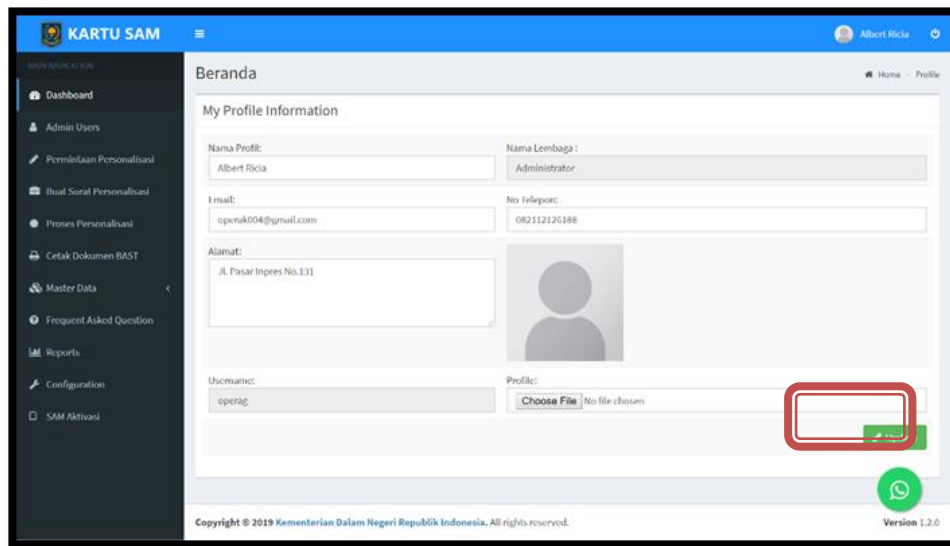 KARTU SAM
Albert Ricia
MAIN NAVIGATION
Beranda
Home Profile
Dashboard
My Profile Information
Admin Users
Nama Profil:
Nama Lembaga :
Permintaan Personalisasi
Albert Ricia
Administrator
Buat Surat Personalisasi
Email:
No Telepon:
Proses Personalisasi
operak004@gmail.com
Cetak Dokumen BAST
Alamat:
JL Pasar Inpres No.131
Master Data
Frequent Asked Question
Reports
Username:
Profile:
Configuration
operag
Choose File No file chosen
SAM Aktivasi
Copyright © 2019 Kementerian Dalam Negeri Republik Indonesia. All rights reserved.
Version 1.2.0